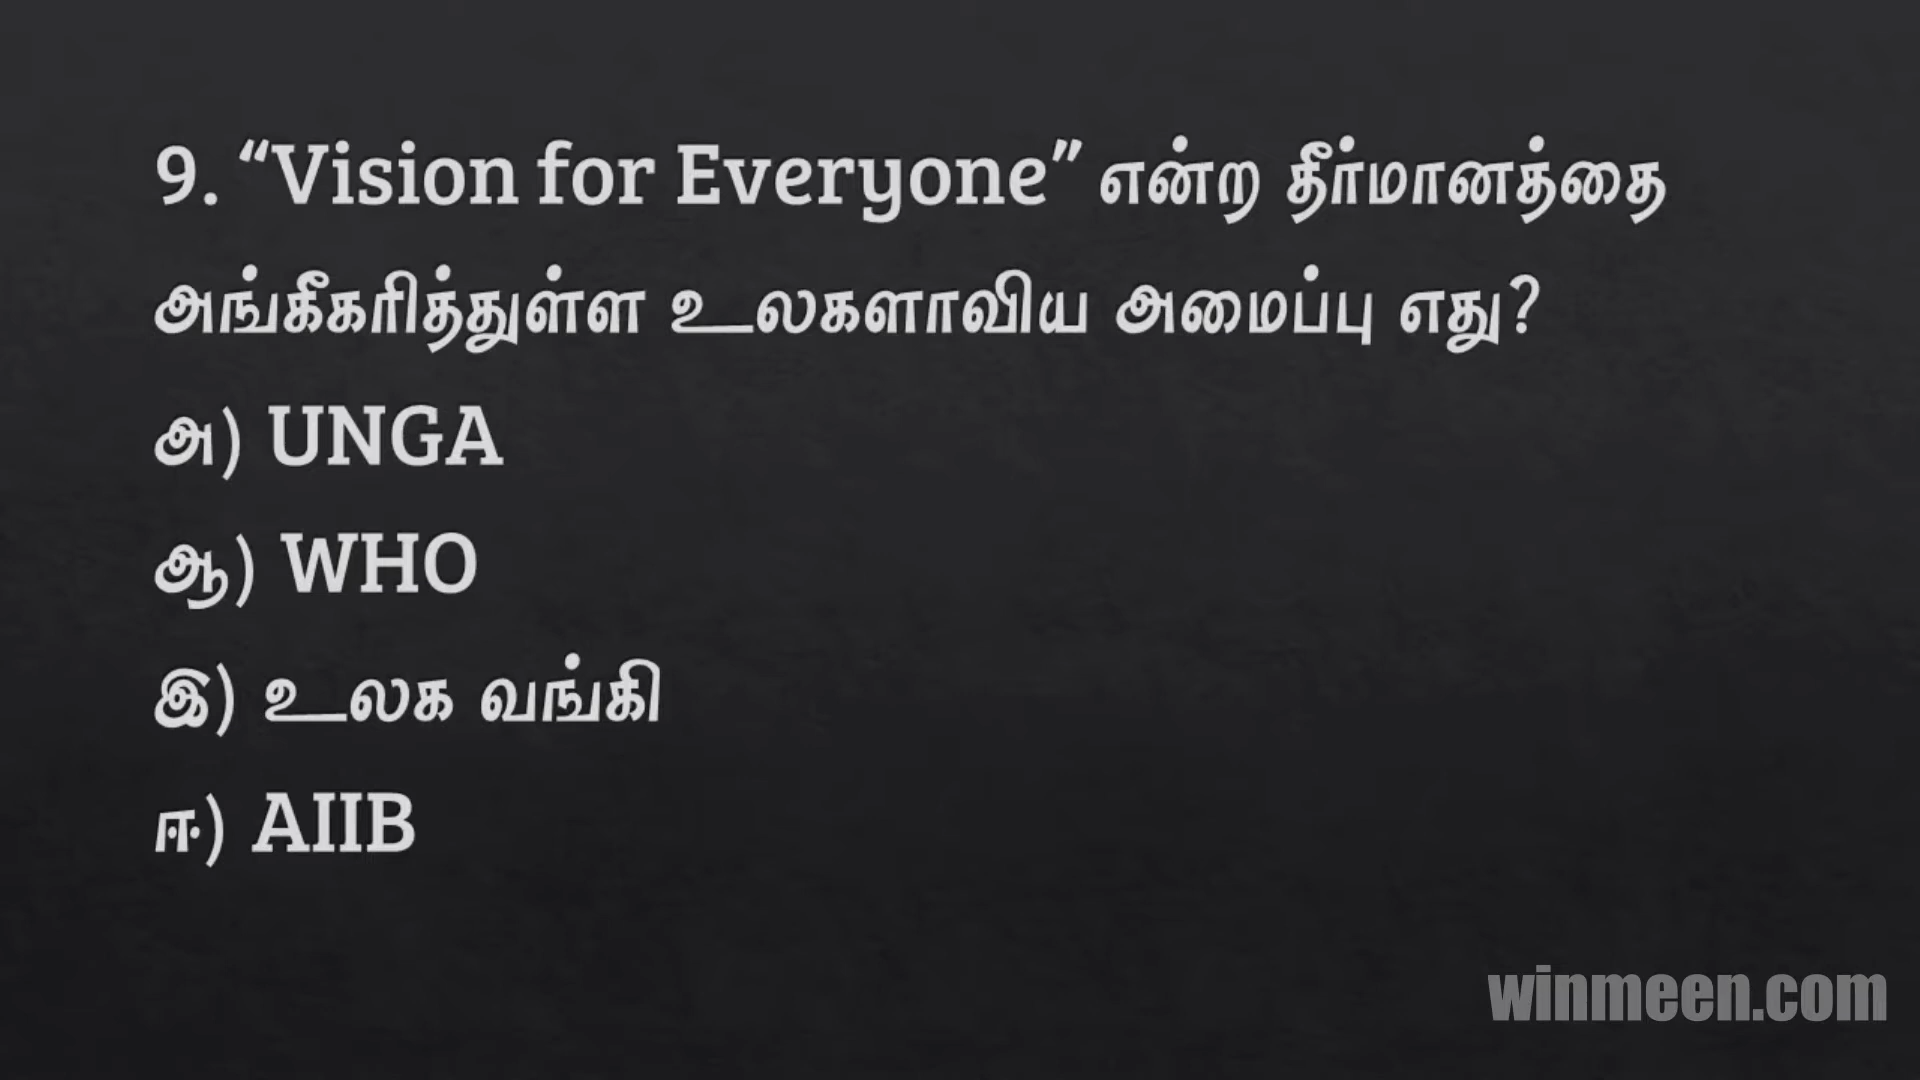 9. “Vision for Everyone” என்ற தீர்மானத்தை
அங்கீகரித்துள்ள உலகளாவிய அமைப்பு எது?
அ) UNGA
ஆ) WHO
இ) உலக வங்கி
ஈ) AIIB
winmeen.com